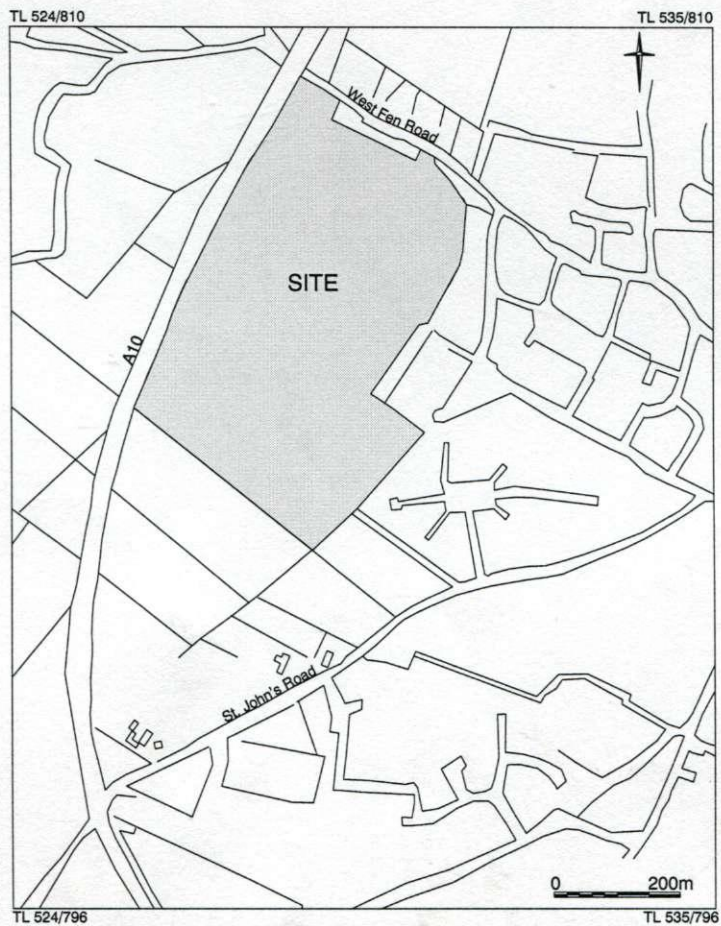 TL 524/810
TL 535/810
West Fen Road
SITE
A10
St. John's Road
0 200m
TL 524/796
TL 535/796